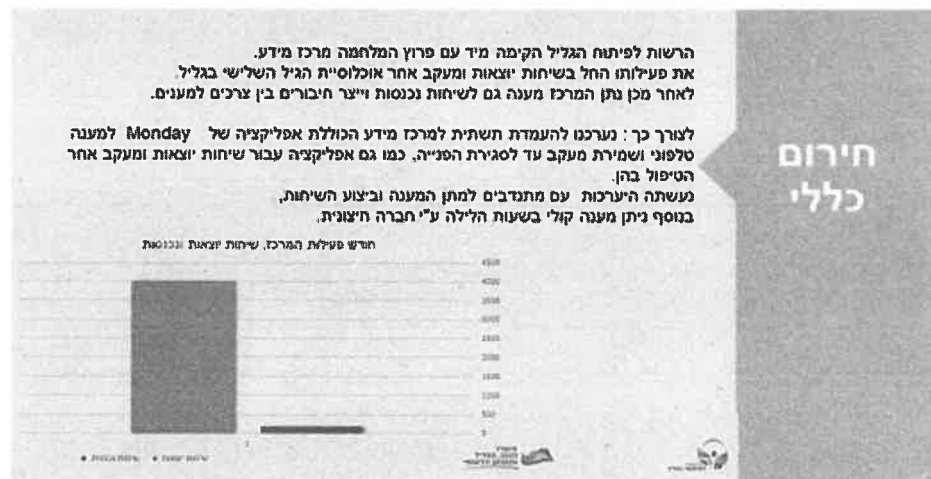 הרשות לפיתוח הגליל הקימה מיד עם פרוץ המלחמה מרכז מידע.
את פעילותו החל בשיחות יוצאות ומעקב אחר אוכלוסיית הגיל השלישי בגליל.
לאחר מכן נתן המרכז מענה גם לשיחות נכנסות וייצר חיבורים בין צרכים למענים.
לצורך כך : נערכנו להעמדת תשתית למרכז מידע הכוללת אפליקציה של Monday למענה
טלפוני ושמירת מעקב עד לסגירת הפנייה, כמו גם אפליקציה עבור שיחות יוצאות ומעקב אחר
הטיפול בהן.
נעשתה היערכות עם מתנדבים למתן המענה וביצוע השיחות,
בנוסף ניתן מענה קולי בשעות הלילה ע"י חברה חיצונית.
חירום
כללי
חודש פעילות המרכז, שיחות יוצאות ונכנסות
4500
4000
3500
3000
2500
2000
1500
1000
500
0
1